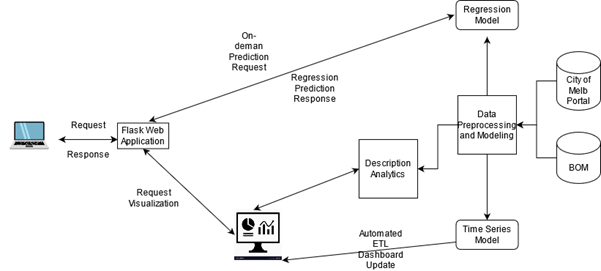 Regression
Model
On-
deman
Prediction
Request
Regression
Prediction
Response
City of
Melb
Portal
Request
Response
Flask Web
Application
Data
Preprocessing
and Modeling
Description
Analytics
BOM
Request
Visualization
Automated
ETL
Dashboard
Update
Time Series
Model